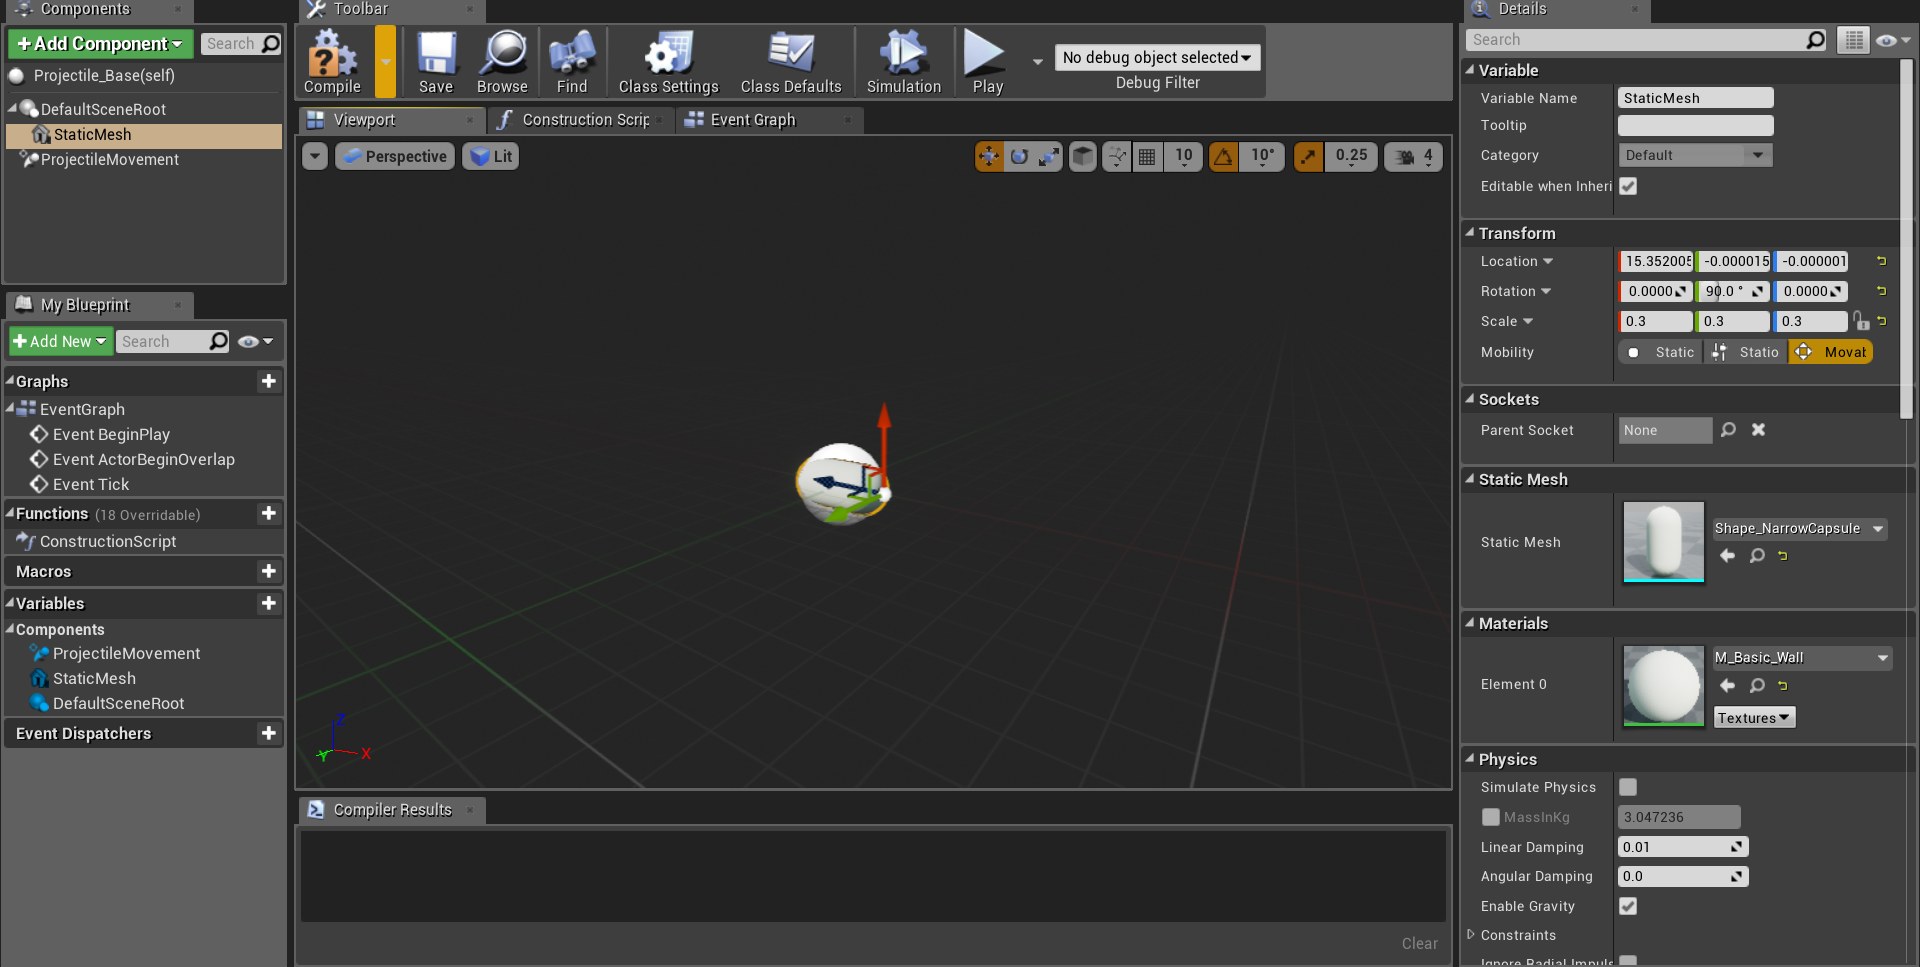 Components
+Add Component
Search
Projectile_Base(self)
DefaultSceneRoot
StaticMesh
ProjectileMovement
My Blueprint
+Add New
Search
Graphs
EventGraph
Event BeginPlay
Event ActorBeginOverlap
Event Tick
Functions (18 Overridable)
ConstructionScript
Macros
Variables
Components
ProjectileMovement
StaticMesh
DefaultSceneRoot
Event Dispatchers
Toolbar
Compile
Save
Browse
Find
Class Settings
Class Defaults
Simulation
Play
No debug object selected
Debug Filter
Viewport
Construction Scrip
Event Graph
Perspective
Lit
10
10°
0.25
4
Z
Y
X
Compiler Results
Clear
Details
Search
Variable
Variable Name StaticMesh
Tooltip
Category Default
Editable when Inheri
Transform
Location 15.352005 -0.000015 -0.000001
Rotation 0.0000 90.0 ° 0.0000
Scale 0.3 0.3 0.3
Mobility Static Statio Movab
Sockets
Parent Socket None
Static Mesh
Static Mesh Shape_NarrowCapsule
Materials
Element 0 M_Basic_Wall
Textures
Physics
Simulate Physics
MassInKg 3.047236
Linear Damping 0.01
Angular Damping 0.0
Enable Gravity
Constraints
Ignore Radial Impuls